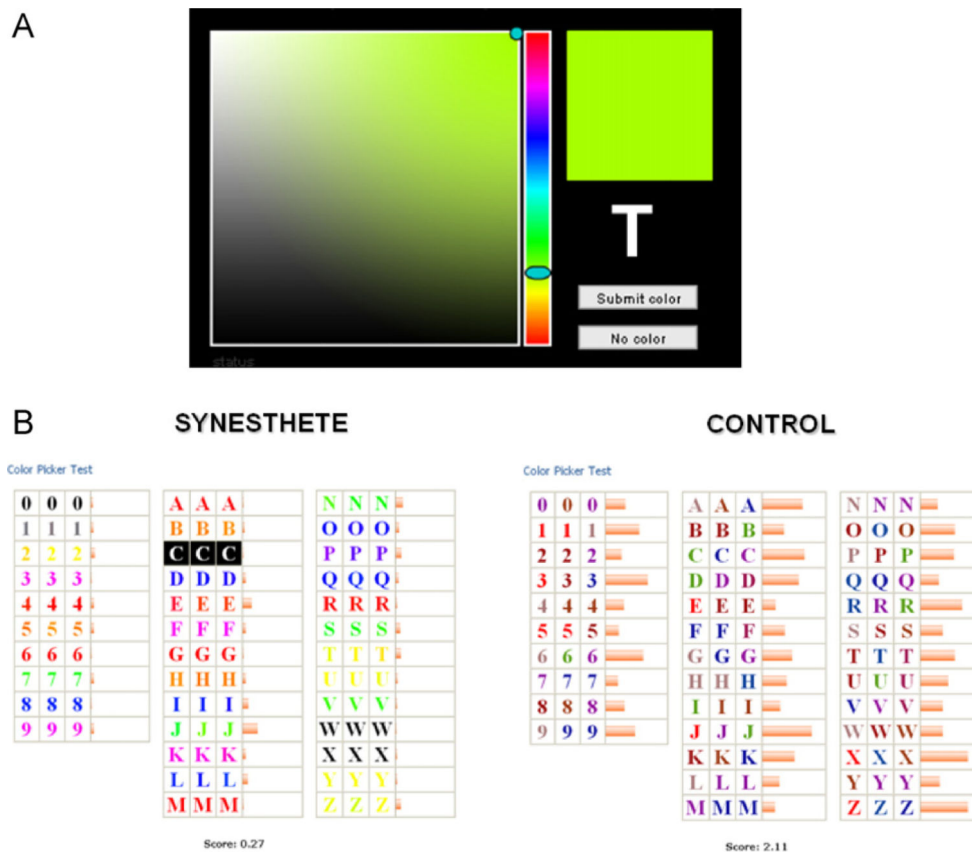 A
T
Submit color
No color
status
B
SYNESTHETE
CONTROL
Color Picker Test
0 0 0
1 1 1
2 2 2
3 3 3
4 4 4
5 5 5
6 6 6
7 7 7
8 8 8
9 9 9
A A A
B B B
C C C
D D D
E E E
F F F
G G G
H H H
I I I
J J J
K K K
L L L
M M M
N N N
O O O
P P P
Q Q Q
R R R
S S S
T T T
U U U
V V V
W W W
X X X
Y Y Y
Z Z Z
Score: 0.27
Color Picker Test
0 0 0
1 1 1
2 2 2
3 3 3
4 4 4
5 5 5
6 6 6
7 7 7
8 8 8
9 9 9
A A A
B B B
C C C
D D D
E E E
F F F
G G G
H H H
I I I
J J J
K K K
L L L
M M M
N N N
O O O
P P P
Q Q Q
R R R
S S S
T T T
U U U
V V V
W W W
X X X
Y Y Y
Z Z Z
Score: 2.11